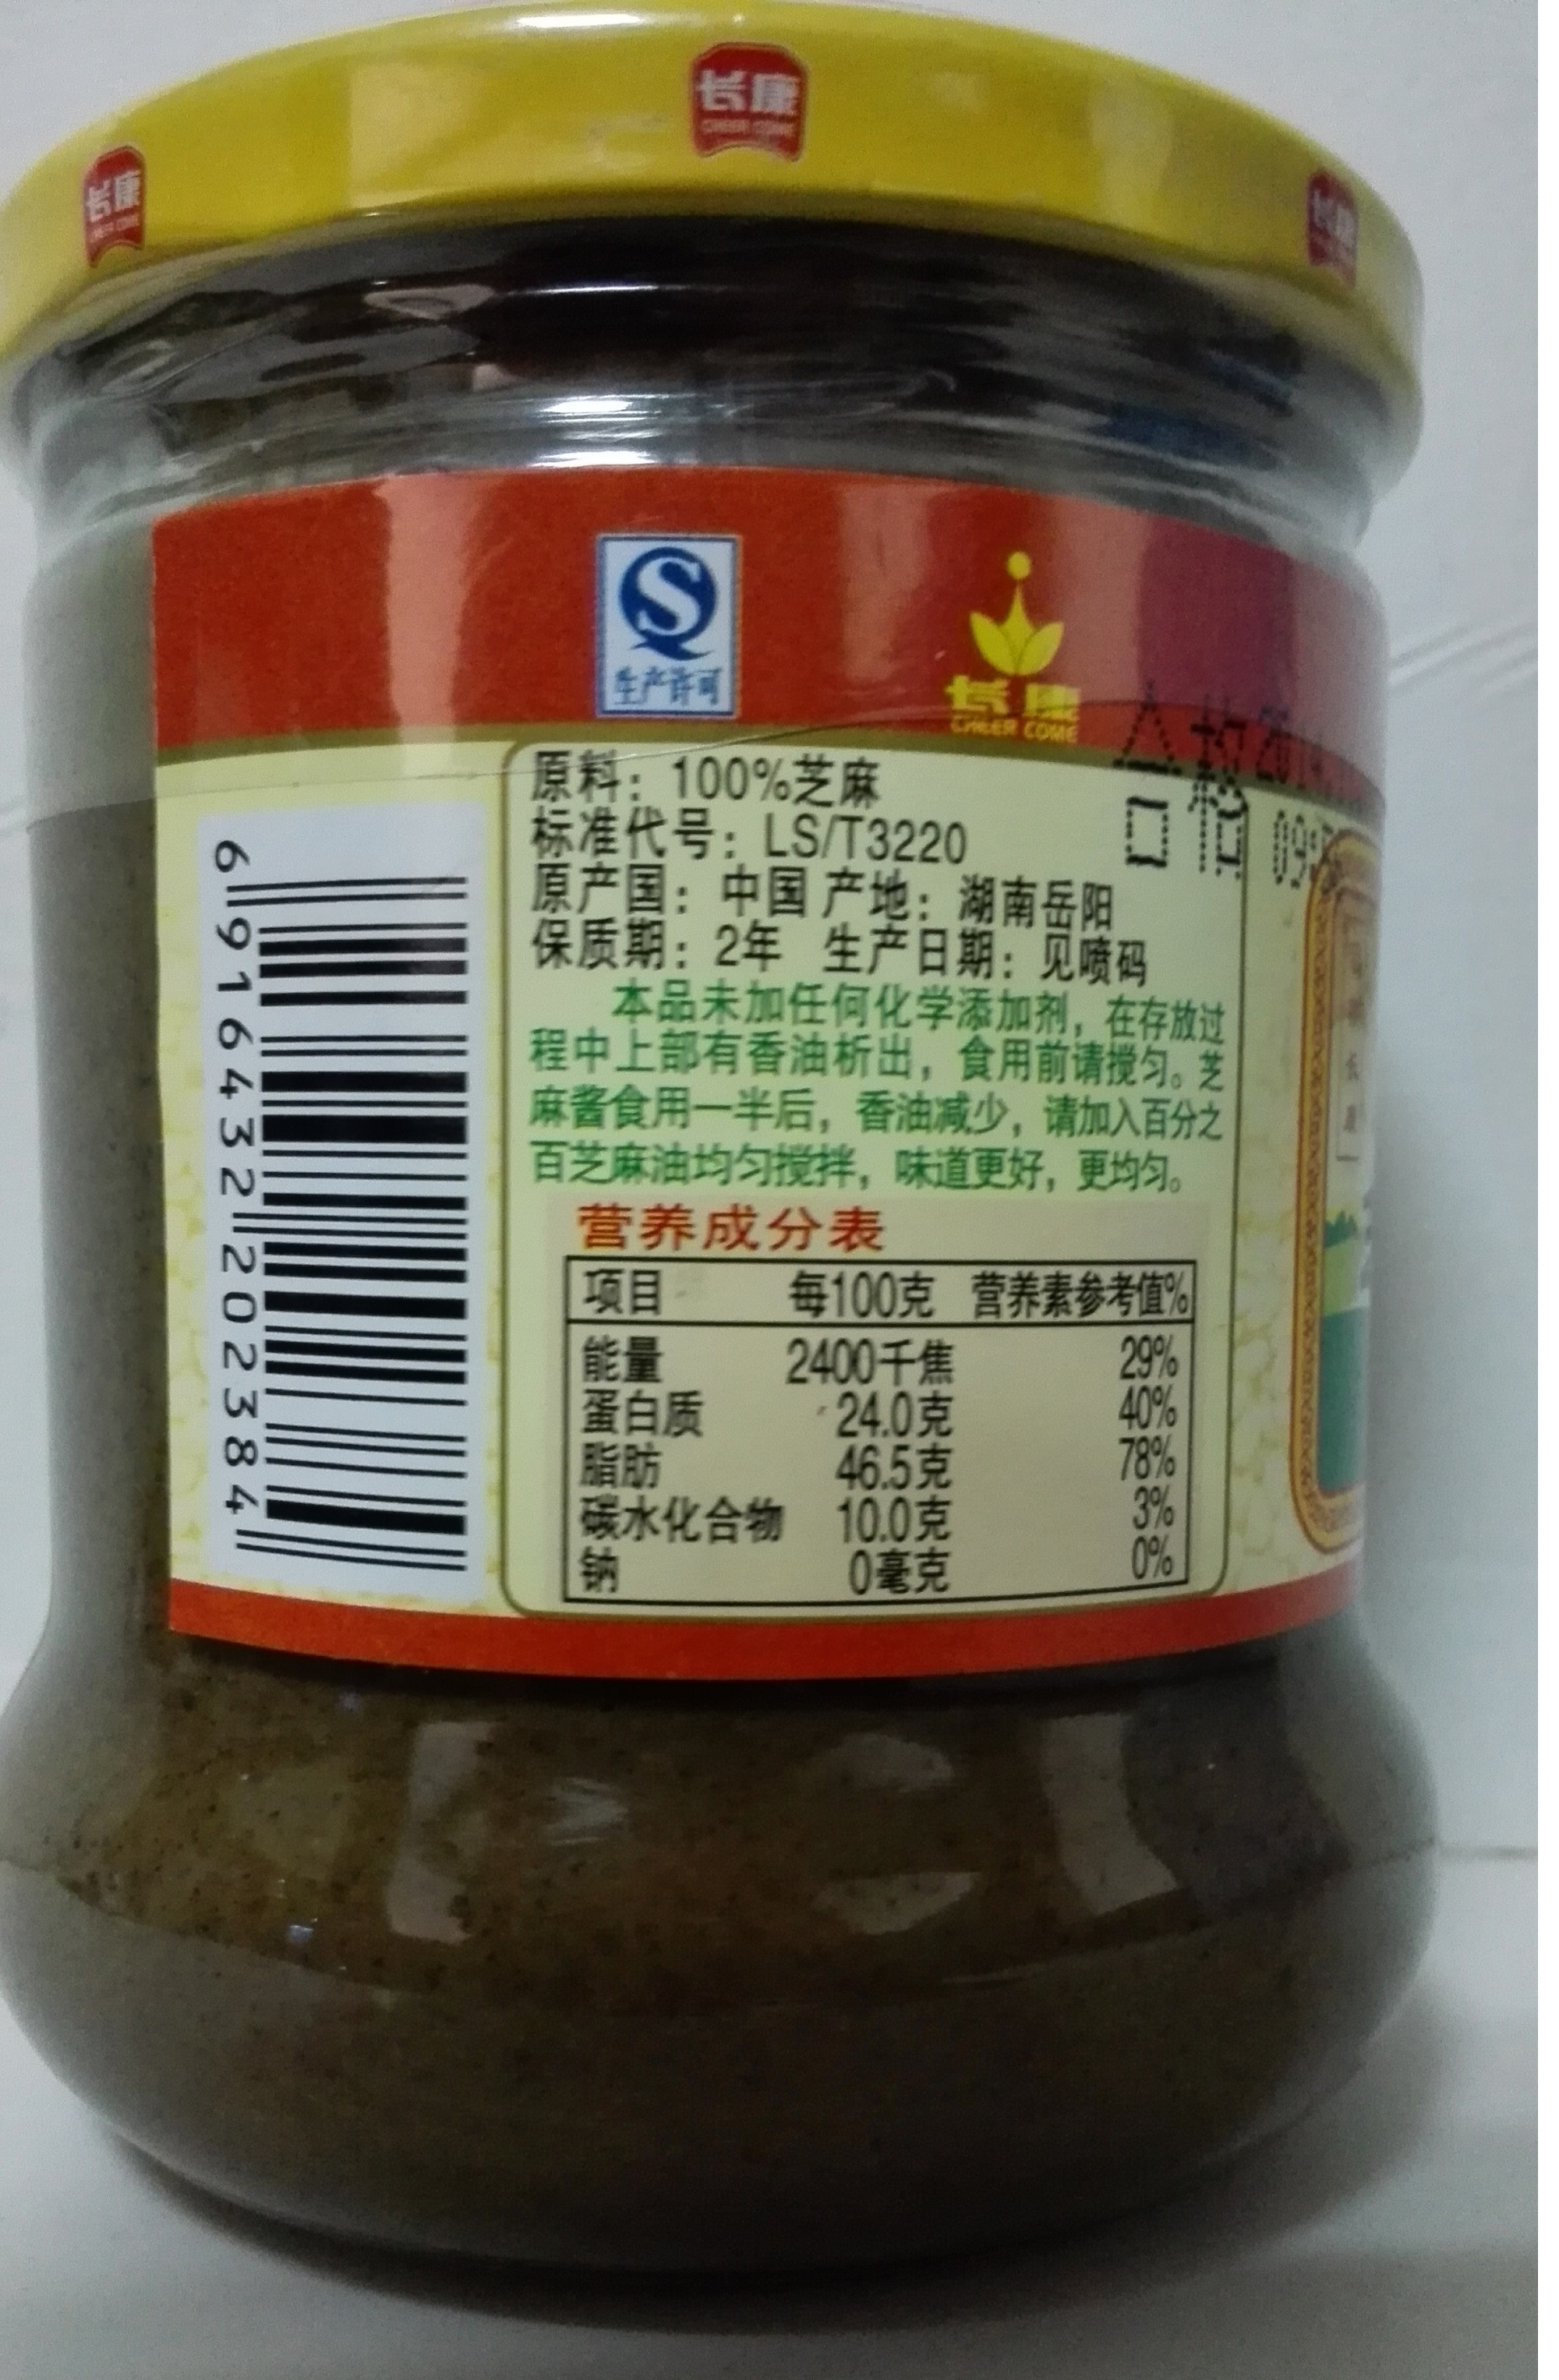 长康
CHEER COME
长康
长康
生产许可
长康
CHEER COME
合格 2014
09:
原料：100%芝麻
标准代号：LS/T3220
原产国：中国 产地：湖南岳阳
保质期：2年 生产日期：见喷码
本品未加任何化学添加剂，在存放过
程中上部有香油析出，食用前请搅匀。芝
麻酱食用一半后，香油减少，请加入百分之
百芝麻油均匀搅拌，味道更好，更均匀。
营养成分表
项目 每100克 营养素参考值%
能量 2400千焦 29%
蛋白质 24.0克 40%
脂肪 46.5克 78%
碳水化合物 10.0克 3%
钠 0毫克 0%
6 916432 202384